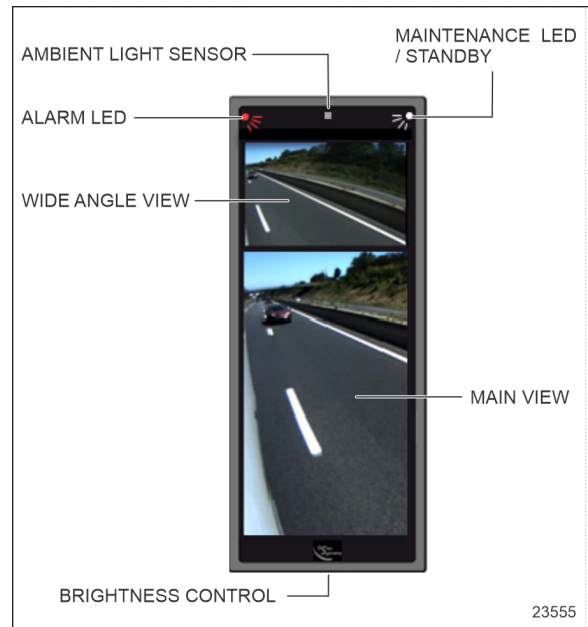 MAINTENANCE LED
/ STANDBY
AMBIENT LIGHT SENSOR
ALARM LED
WIDE ANGLE VIEW
MAIN VIEW
BRIGHTNESS CONTROL
23555